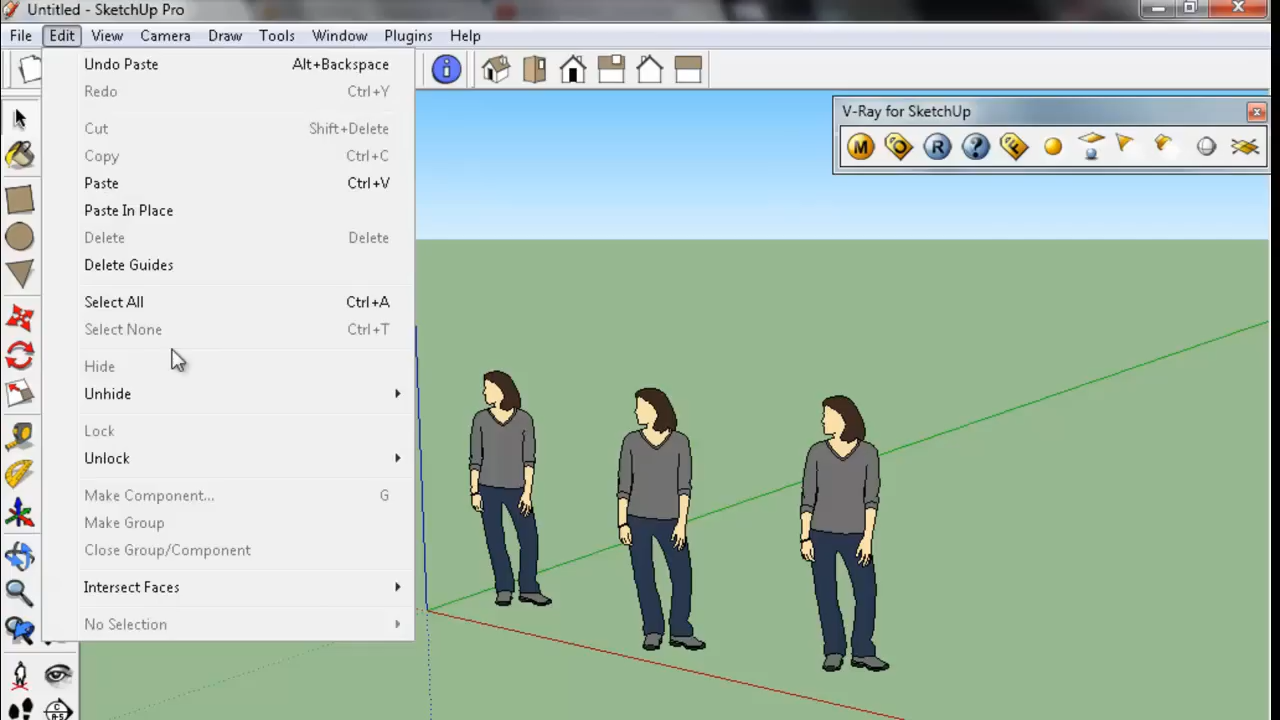 Untitled - SketchUp Pro
File Edit View Camera Draw Tools Window Plugins Help
Undo Paste Alt+Backspace
Redo Ctrl+Y
Cut Shift+Delete
Copy Ctrl+C
Paste Ctrl+V
Paste In Place
Delete Delete
Delete Guides
Select All Ctrl+A
Select None Ctrl+T
Hide
Unhide
Lock
Unlock
Make Component... G
Make Group
Close Group/Component
Intersect Faces
No Selection
V-Ray for SketchUp
M O R ? F